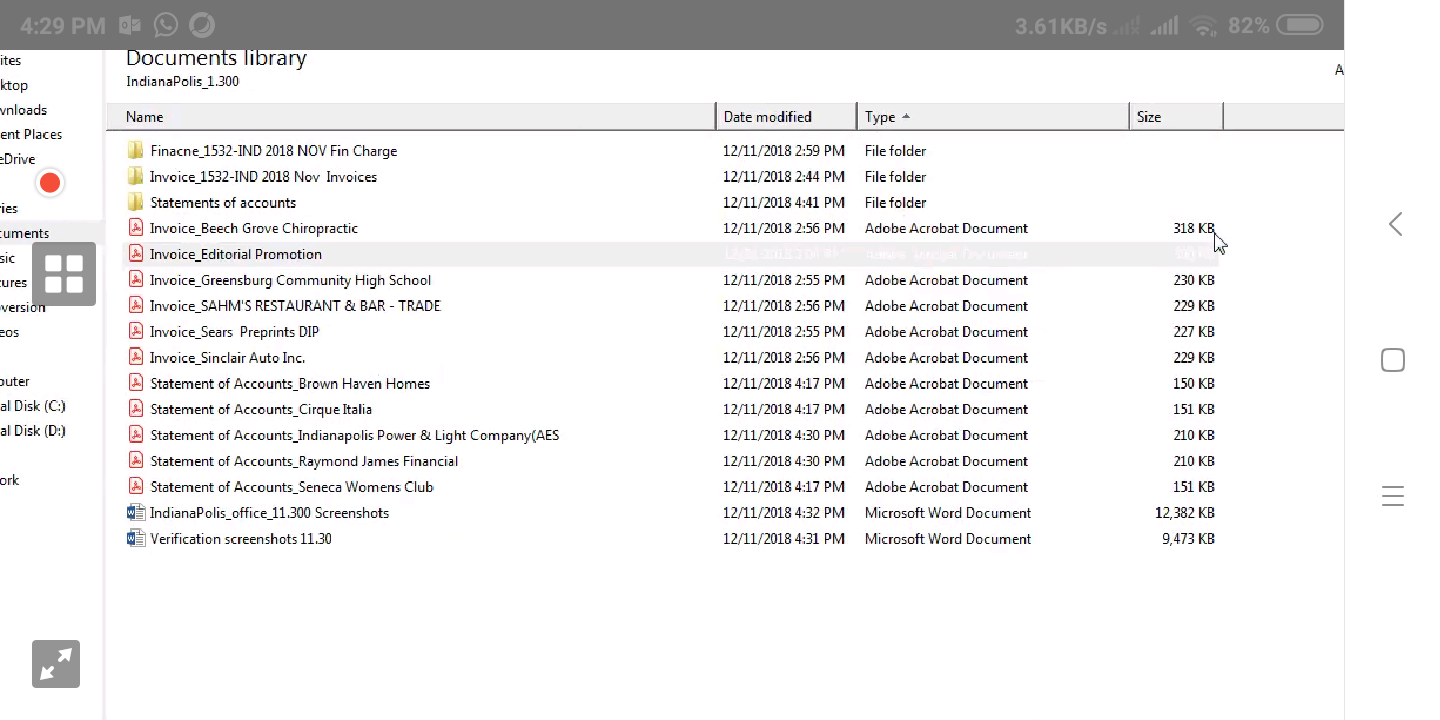 4:29 PM 3.61KB/s 82%
Documents library
IndianaPolis_1.300
A
Name Date modified Type Size
ites
ktop
wnloads
ent Places
eDrive
ries
cuments
sic
tures
nversion
eos
puter
al Disk (C:)
al Disk (D:)
ork
Finacne_1532-IND 2018 NOV Fin Charge 12/11/2018 2:59 PM File folder
Invoice_1532-IND 2018 Nov Invoices 12/11/2018 2:44 PM File folder
Statements of accounts 12/11/2018 4:41 PM File folder
Invoice_Beech Grove Chiropractic 12/11/2018 2:56 PM Adobe Acrobat Document 318 KB
Invoice_Editorial Promotion
Invoice_Greensburg Community High School 12/11/2018 2:55 PM Adobe Acrobat Document 230 KB
Invoice_SAHM'S RESTAURANT & BAR - TRADE 12/11/2018 2:56 PM Adobe Acrobat Document 229 KB
Invoice_Sears Preprints DIP 12/11/2018 2:55 PM Adobe Acrobat Document 227 KB
Invoice_Sinclair Auto Inc. 12/11/2018 2:56 PM Adobe Acrobat Document 229 KB
Statement of Accounts_Brown Haven Homes 12/11/2018 4:17 PM Adobe Acrobat Document 150 KB
Statement of Accounts_Cirque Italia 12/11/2018 4:17 PM Adobe Acrobat Document 151 KB
Statement of Accounts_Indianapolis Power & Light Company(AES 12/11/2018 4:30 PM Adobe Acrobat Document 210 KB
Statement of Accounts_Raymond James Financial 12/11/2018 4:30 PM Adobe Acrobat Document 210 KB
Statement of Accounts_Seneca Womens Club 12/11/2018 4:17 PM Adobe Acrobat Document 151 KB
IndianaPolis_office_11.300 Screenshots 12/11/2018 4:32 PM Microsoft Word Document 12,382 KB
Verification screenshots 11.30 12/11/2018 4:31 PM Microsoft Word Document 9,473 KB